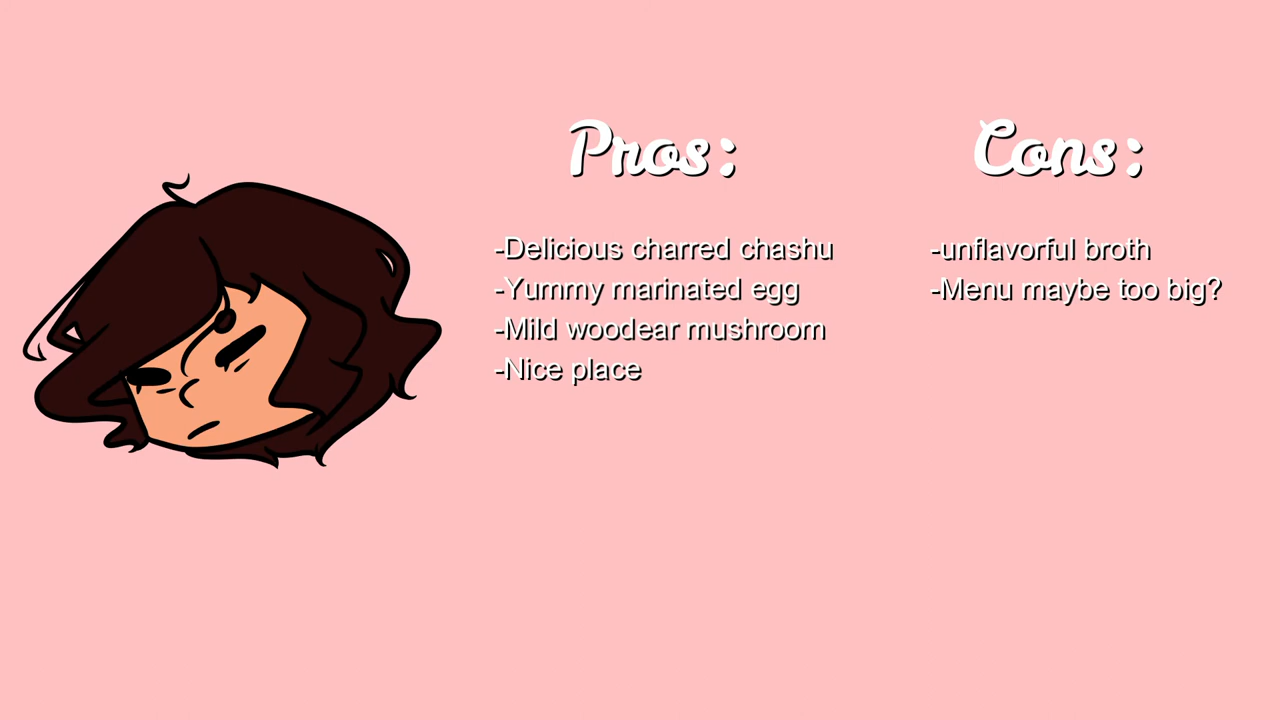 Pros:
-Delicious charred chashu
-Yummy marinated egg
-Mild woodear mushroom
-Nice place
Cons:
-unflavorful broth
-Menu maybe too big?